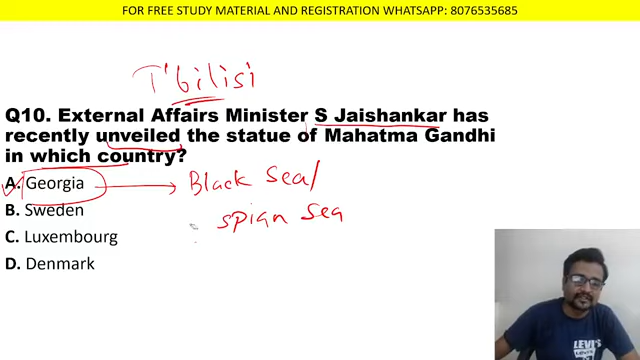 FOR FREE STUDY MATERIAL AND REGISTRATION WHATSAPP: 8076535685
T'bilisi
Q10. External Affairs Minister S Jaishankar has
recently unveiled the statue of Mahatma Gandhi
in which country?
A. Georgia
Black Sea/
B. Sweden
spian sea
C. Luxembourg
D. Denmark
LEVI'S